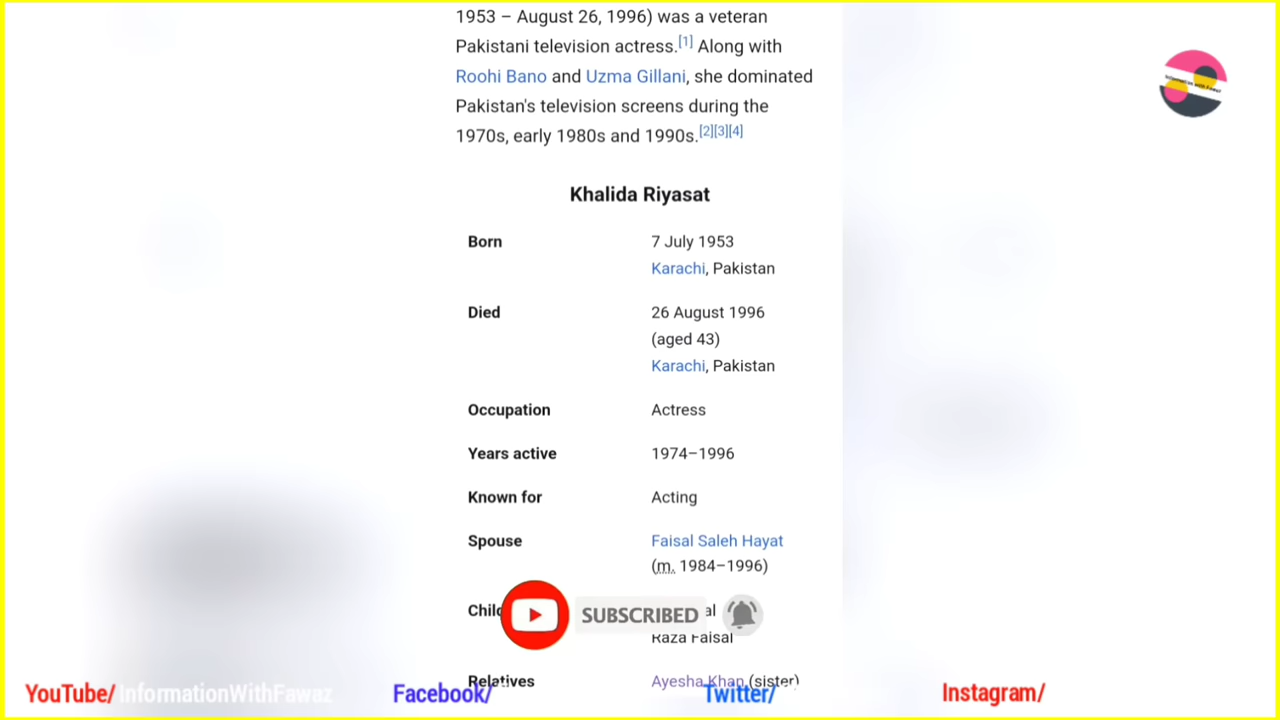 1953 – August 26, 1996) was a veteran
Pakistani television actress.[1] Along with
Roohi Bano and Uzma Gillani, she dominated
Pakistan's television screens during the
1970s, early 1980s and 1990s.[2][3][4]
Khalida Riyasat
Born 7 July 1953
Karachi, Pakistan
Died 26 August 1996
(aged 43)
Karachi, Pakistan
Occupation Actress
Years active 1974–1996
Known for Acting
Spouse Faisal Saleh Hayat
(m. 1984–1996)
SUBSCRIBED
Raza Faisal
Relatives Ayesha Khan (sister)
YouTube/InformationWithFawaz Facebook/ Twitter/ Instagram/